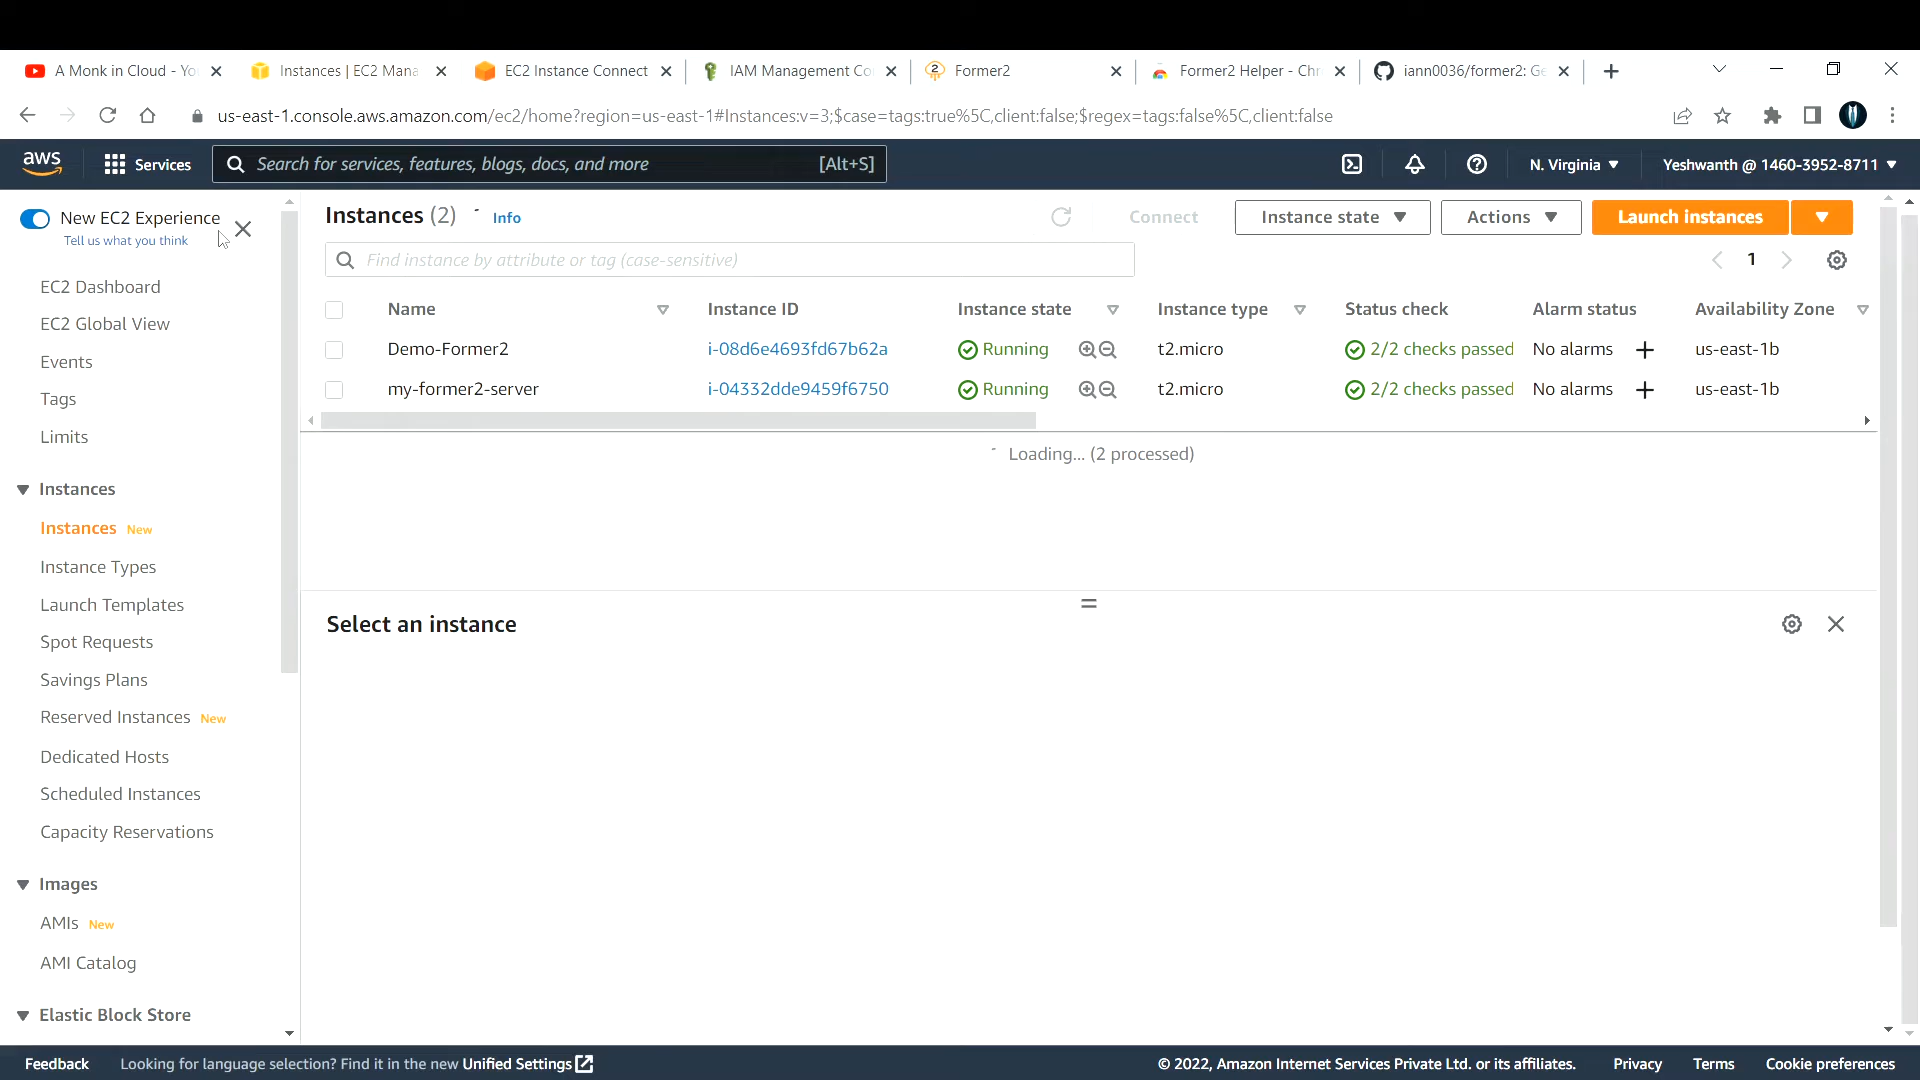 A Monk in Cloud - Yo
Instances | EC2 Mana
EC2 Instance Connect
IAM Management Co
Former2
Former2 Helper - Chr
iann0036/former2: Ge
us-east-1.console.aws.amazon.com/ec2/home?region=us-east-1#Instances:v=3;$case=tags:true%5C,client:false;$regex=tags:false%5C,client:false
aws
Services
Search for services, features, blogs, docs, and more
[Alt+S]
N. Virginia
Yeshwanth @ 1460-3952-8711
New EC2 Experience
Tell us what you think
EC2 Dashboard
EC2 Global View
Events
Tags
Limits
Instances
Instances New
Instance Types
Launch Templates
Spot Requests
Savings Plans
Reserved Instances New
Dedicated Hosts
Scheduled Instances
Capacity Reservations
Images
AMIs New
AMI Catalog
Elastic Block Store
Instances (2) Info
Connect
Instance state
Actions
Launch instances
Find instance by attribute or tag (case-sensitive)
1
Name Instance ID Instance state Instance type Status check Alarm status Availability Zone
Demo-Former2 i-08d6e4693fd67b62a Running t2.micro 2/2 checks passed No alarms + us-east-1b
my-former2-server i-04332dde9459f6750 Running t2.micro 2/2 checks passed No alarms + us-east-1b
Loading... (2 processed)
Select an instance
Feedback
Looking for language selection? Find it in the new Unified Settings
© 2022, Amazon Internet Services Private Ltd. or its affiliates.
Privacy
Terms
Cookie preferences